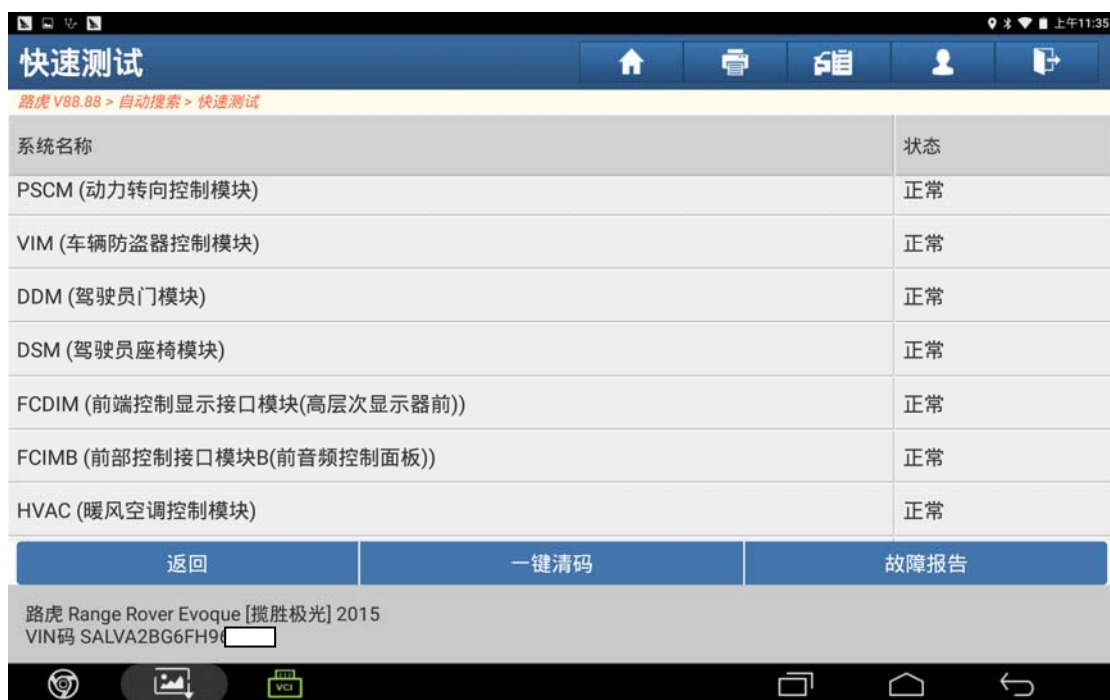 上午11:35
快速测试
路虎 V88.88 > 自动搜索 > 快速测试
系统名称 状态
PSCM (动力转向控制模块) 正常
VIM (车辆防盗器控制模块) 正常
DDM (驾驶员门模块) 正常
DSM (驾驶员座椅模块) 正常
FCDIM (前端控制显示接口模块(高层次显示器前)) 正常
FCIMB (前部控制接口模块B(前音频控制面板)) 正常
HVAC (暖风空调控制模块) 正常
返回 一键清码 故障报告
路虎 Range Rover Evoque [揽胜极光] 2015
VIN码 SALVA2BG6FH96
VCI